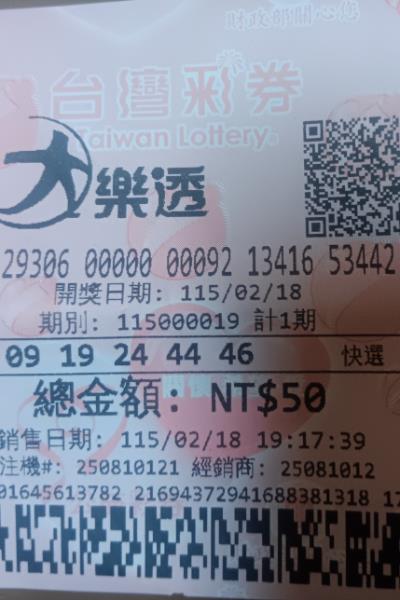 財政部關心您
台灣彩券
Taiwan Lottery
大樂透
29306 00000 00092 13416 53442
開獎日期: 115/02/18
期別: 115000019 計1期
09 19 24 44 46 快選
總金額: NT$50
銷售日期: 115/02/18 19:17:39
注機#: 250810121 經銷商: 25081012
01645613782 21694372941688381318 17